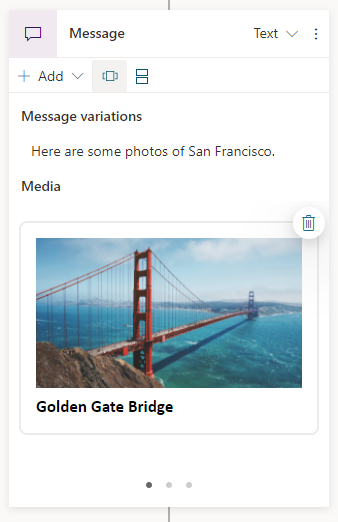 Message
Text
Add
Message variations
Here are some photos of San Francisco.
Media
Golden Gate Bridge